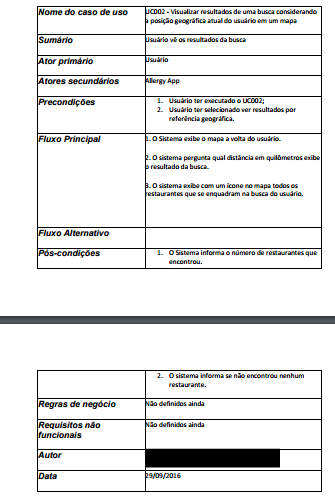 Nome do caso de uso
UC002 - Visualizar resultados de uma busca considerando
a posição geográfica atual do usuário em um mapa
Sumário
Usuário vê os resultados da busca
Ator primário
Usuário
Atores secundários
Allergy App
Precondições
1. Usuário ter executado o UC002;
2. Usuário ter selecionado ver resultados por
referência geográfica.
Fluxo Principal
1. O Sistema exibe o mapa a volta do usuário.
2. O sistema pergunta qual distância em quilômetros exibe
o resultado da busca.
3. O sistema exibe com um ícone no mapa todos os
restaurantes que se enquadram na busca do usuário.
Fluxo Alternativo
Pós-condições
1. O Sistema informa o número de restaurantes que
encontrou.
2. O sistema informa se não encontrou nenhum
restaurante.
Regras de negócio
Não definidos ainda
Requisitos não
funcionais
Não definidos ainda
Autor
Data
29/09/2016